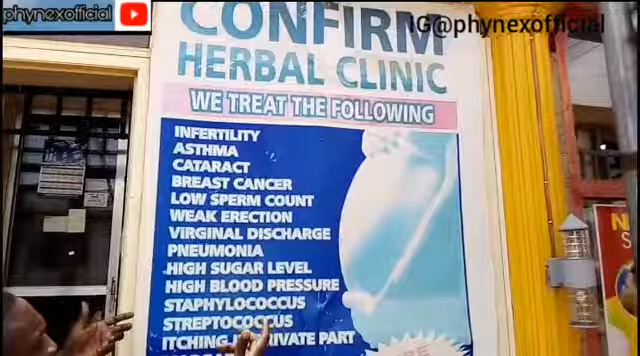 phynexofficial
IG@phynexofficial
CONFIRM
HERBAL CLINIC
WE TREAT THE FOLLOWING
INFERTILITY
ASTHMA
CATARACT
BREAST CANCER
LOW SPERM COUNT
WEAK ERECTION
VIRGINAL DISCHARGE
PNEUMONIA
HIGH SUGAR LEVEL
HIGH BLOOD PRESSURE
STAPHYLOCOCCUS
STREPTOCOCCUS
ITCHING PRIVATE PART